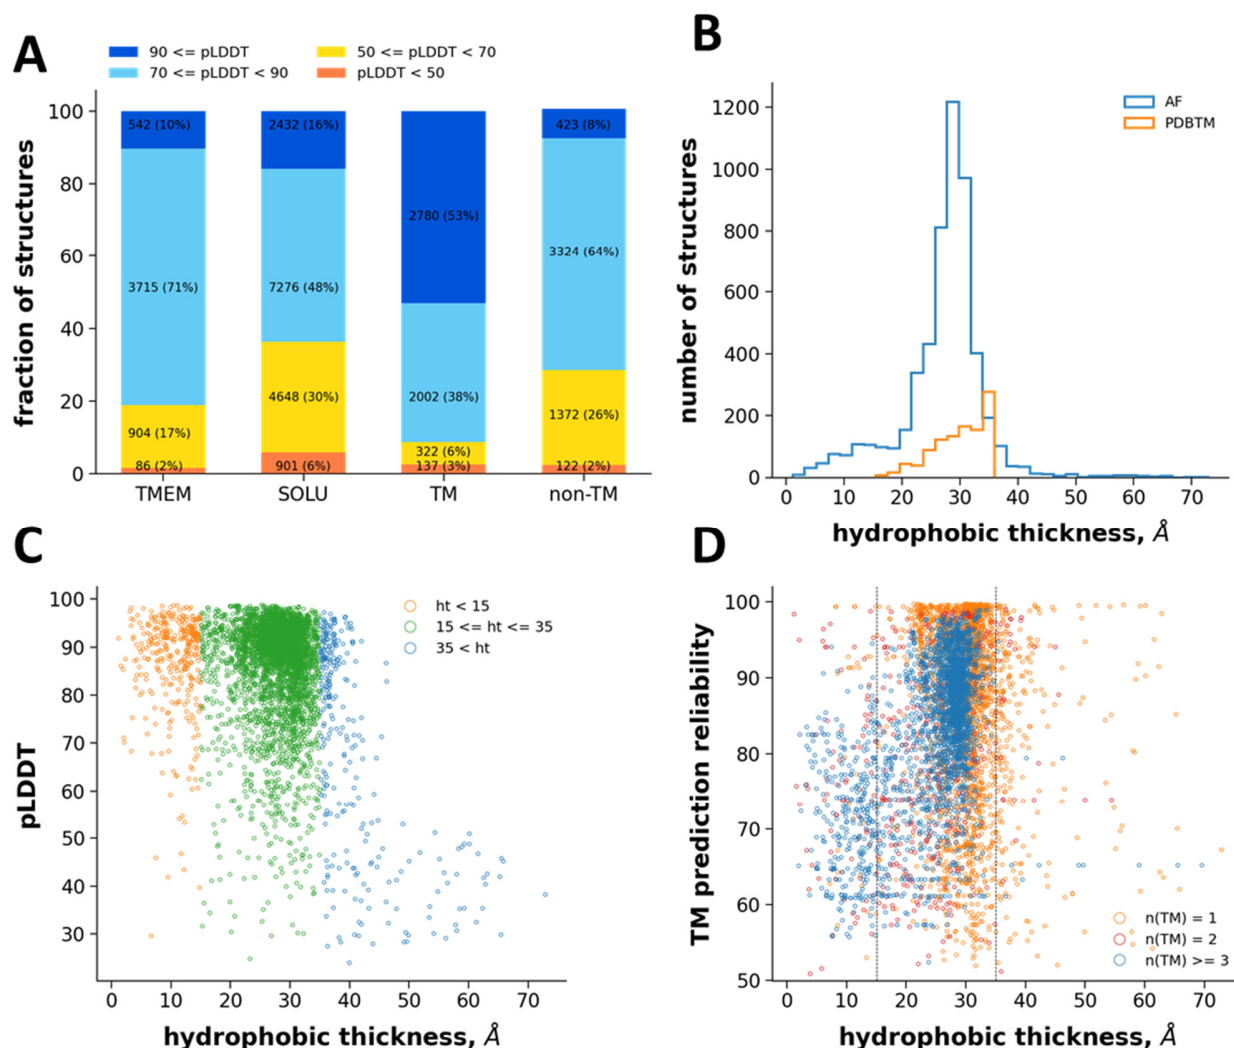 A
90 <= pLDDT
50 <= pLDDT < 70
70 <= pLDDT < 90
pLDDT < 50
fraction of structures
100
80
60
40
20
0
542 (10%)
2432 (16%)
2780 (53%)
423 (8%)
3715 (71%)
7276 (48%)
2002 (38%)
3324 (64%)
904 (17%)
4648 (30%)
322 (6%)
1372 (26%)
86 (2%)
901 (6%)
137 (3%)
122 (2%)
TMEM SOLU TM non-TM
B
AF
PDBTM
number of structures
1200
1000
800
600
400
200
0
0 10 20 30 40 50 60 70
hydrophobic thickness, Å
C
ht < 15
15 <= ht <= 35
35 < ht
pLDDT
100
90
80
70
60
50
40
30
0 10 20 30 40 50 60 70
hydrophobic thickness, Å
D
TM prediction reliability
100
90
80
70
60
50
n(TM) = 1
n(TM) = 2
n(TM) >= 3
0 10 20 30 40 50 60 70
hydrophobic thickness, Å